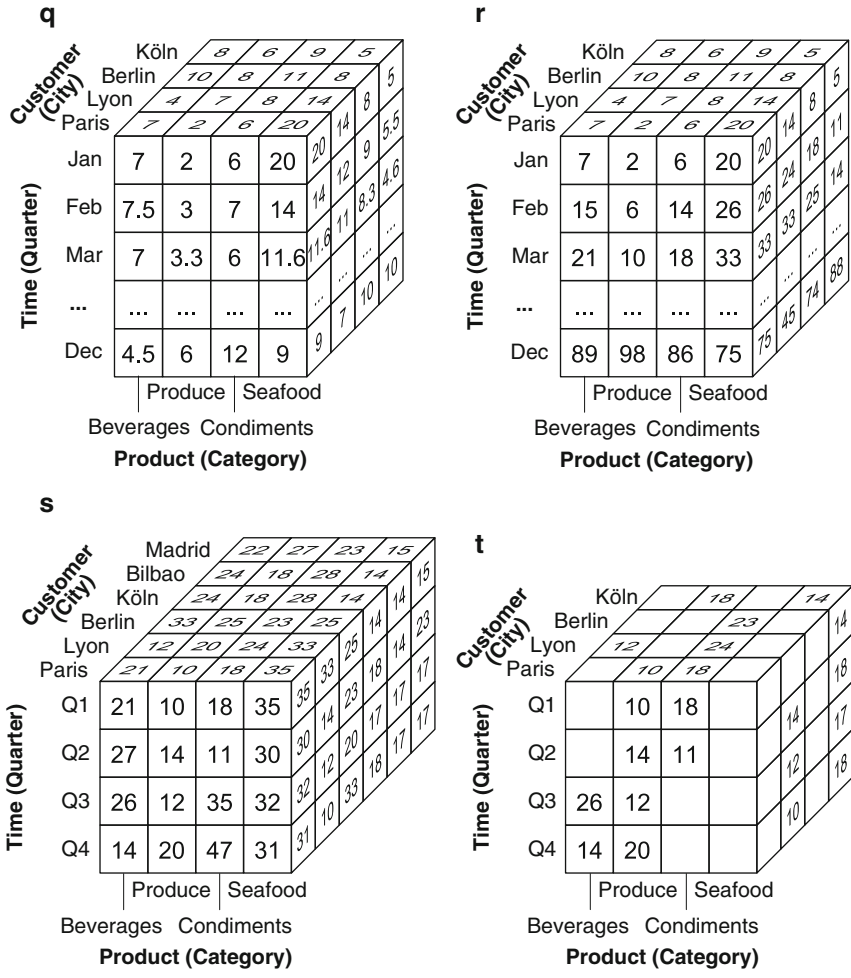 q
Customer (City)
Köln 8 6 9 5
Berlin 10 8 11 8
Lyon 4 7 8 14
Paris 7 2 6 20
Time (Quarter)
Jan 7 2 6 20
Feb 7.5 3 7 14
Mar 7 3.3 6 11.6
... ... ... ... ...
Dec 4.5 6 12 9
20 14 8 5
14 12 9 5.5
11.6 11 8.3 4.6
... ... ... ...
9 7 10 10
Produce Seafood
Beverages Condiments
Product (Category)
r
Customer (City)
Köln 8 6 9 5
Berlin 10 8 11 8
Lyon 4 7 8 14
Paris 7 2 6 20
Time (Quarter)
Jan 7 2 6 20
Feb 15 6 14 26
Mar 21 10 18 33
... ... ... ... ...
Dec 89 98 86 75
20 14 8 5
26 24 18 11
33 33 25 14
... ... ... ...
75 45 74 88
Produce Seafood
Beverages Condiments
Product (Category)
s
Customer (City)
Madrid 22 27 23 15
Bilbao 24 18 28 14
Köln 24 18 28 14
Berlin 33 25 23 25
Lyon 12 20 24 33
Paris 21 10 18 35
Time (Quarter)
Q1 21 10 18 35
Q2 27 14 11 30
Q3 26 12 35 32
Q4 14 20 47 31
35 33 25 14 14 15
30 14 23 18 14 23
32 12 20 17 17 17
31 10 33 18 17 17
Produce Seafood
Beverages Condiments
Product (Category)
t
Customer (City)
Köln 18 14
Berlin 23
Lyon 12 24
Paris 10 18
Time (Quarter)
Q1 10 18
Q2 14 11
Q3 26 12
Q4 14 20
14
14 18
12
10 18
Produce Seafood
Beverages Condiments
Product (Category)